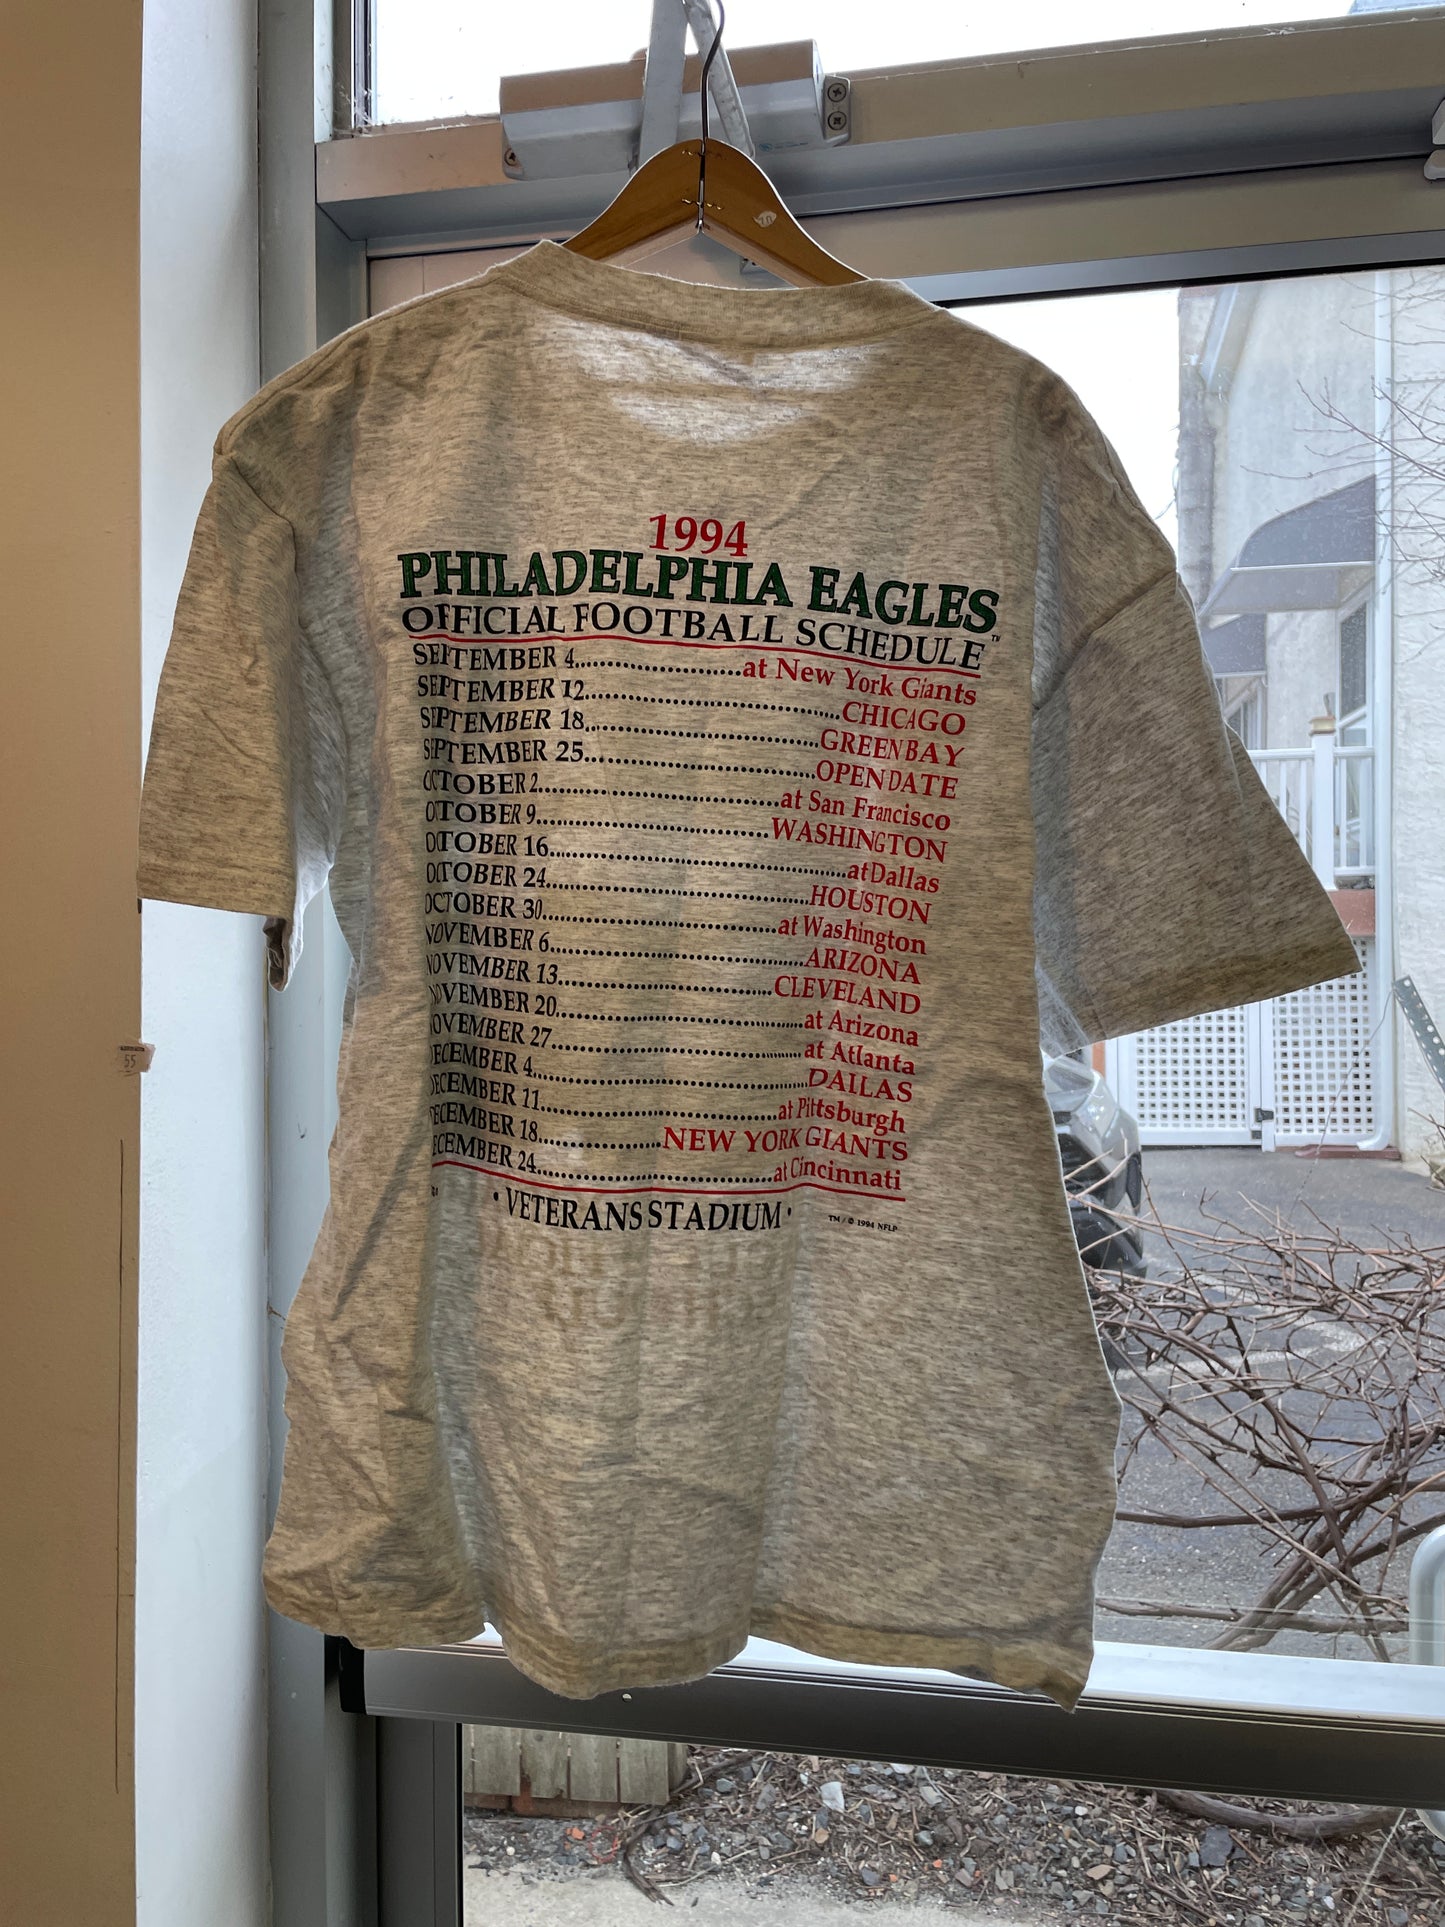 1994
PHILADELPHIA EAGLES
OFFICIAL FOOTBALL SCHEDULE™
SEPTEMBER 4.......................at New York Giants
SEPTEMBER 12...................................CHICAGO
SEPTEMBER 18................................GREEN BAY
SEPTEMBER 25................................OPEN DATE
OCTOBER 2..................................at San Francisco
OCTOBER 9................................WASHINGTON
OCTOBER 16.........................................at Dallas
OCTOBER 24....................................HOUSTON
OCTOBER 30................................at Washington
NOVEMBER 6...................................ARIZONA
NOVEMBER 13.............................CLEVELAND
NOVEMBER 20..................................at Arizona
NOVEMBER 27...................................at Atlanta
DECEMBER 4.....................................DALLAS
DECEMBER 11................................at Pittsburgh
DECEMBER 18................NEW YORK GIANTS
DECEMBER 24................................at Cincinnati
• VETERANS STADIUM •
TM / © 1994 NFLP
55